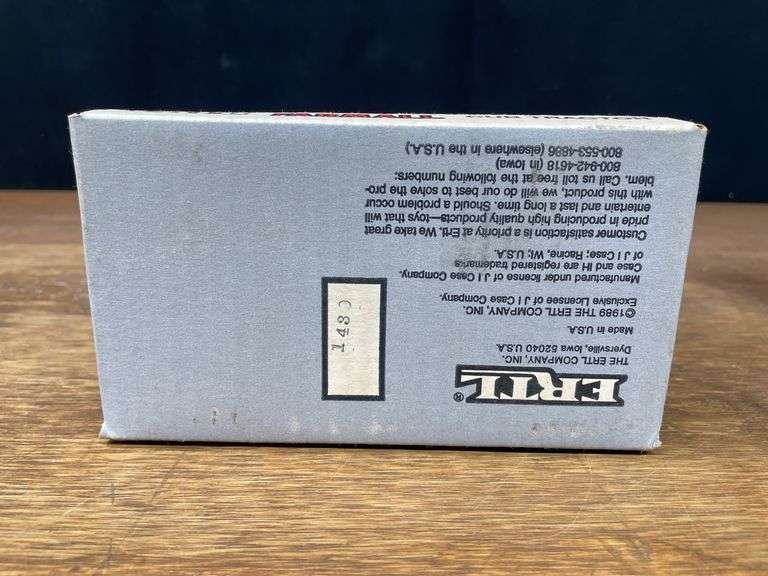 ERTL®
THE ERTL COMPANY, INC.
Dyersville, Iowa 52040 U.S.A.
Made in U.S.A.
©1986 THE ERTL COMPANY, INC.
Exclusive Licensee of J I Case Company.
Manufactured under license of J I Case Company.
Case and IH are registered trademarks
of J I Case; Racine, WI; U.S.A.
Customer satisfaction is a priority at Ertl. We take great
pride in producing high quality products—toys that will
entertain and last a long time. Should a problem occur
with this product, we will do our best to solve the pro-
blem. Call us toll free at the following numbers:
800-942-4618 (in Iowa)
800-553-4886 (elsewhere in the U.S.A.)
1480